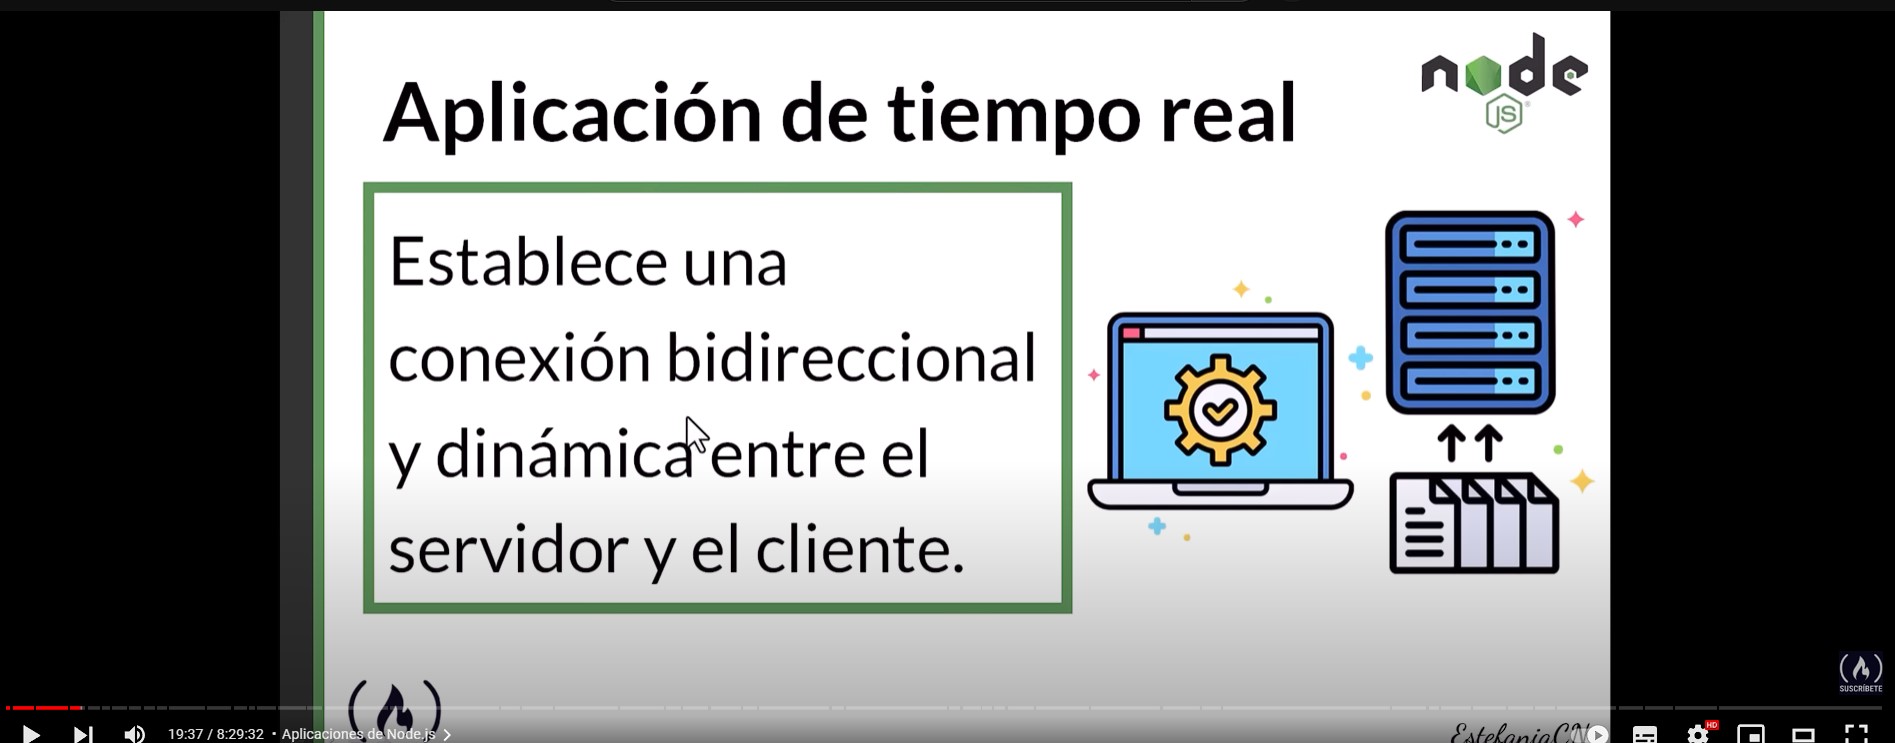 Aplicación de tiempo real
node
JS
Establece una
conexión bidireccional
y dinámica entre el
servidor y el cliente.
SUSCRÍBETE
19:37 / 8:29:32 • Aplicaciones de Node.js
EstefaniaCN
HD